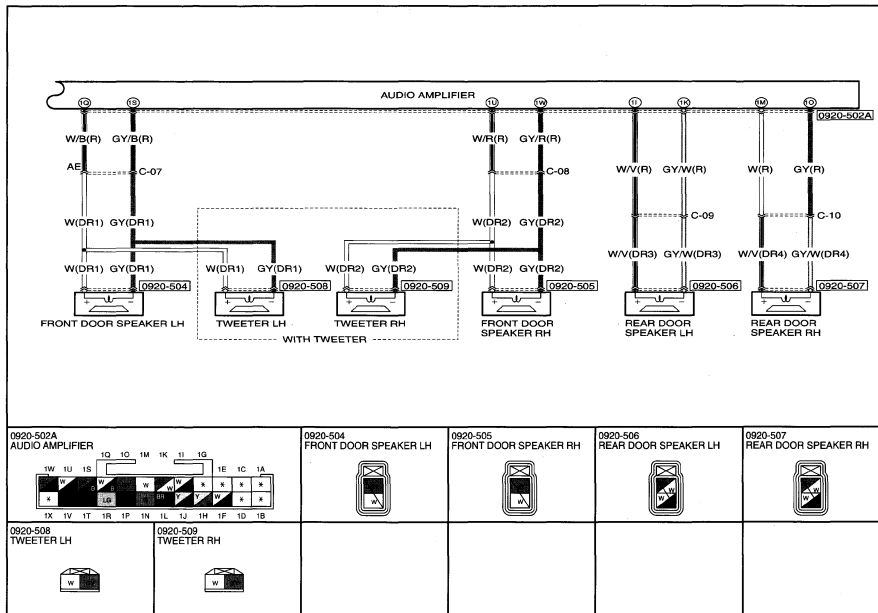 AUDIO AMPLIFIER
1Q 1S 1U 1W 1I 1K 1M 1O
0920-502A
W/B(R) GY/B(R) W/R(R) GY/R(R) W/V(R) GY/W(R) W(R) GY(R)
AE C-07 C-08
W(DR1) GY(DR1) W(DR2) GY(DR2) C-09 C-10
W(DR1) GY(DR1) W(DR1) GY(DR1) W(DR2) GY(DR2) W(DR2) GY(DR2) W/V(DR3) GY/W(DR3) W/V(DR4) GY/W(DR4)
0920-504 0920-508 0920-509 0920-505 0920-506 0920-507
+ − + − + − + − + − + −
FRONT DOOR SPEAKER LH TWEETER LH TWEETER RH FRONT DOOR REAR DOOR REAR DOOR
SPEAKER RH SPEAKER LH SPEAKER RH
WITH TWEETER
0920-502A
AUDIO AMPLIFIER
1Q 1O 1M 1K 1I 1G
1W 1U 1S 1E 1C 1A
W W W W * * *
* LG BR Y Y W * *
1X 1V 1T 1R 1P 1N 1L 1J 1H 1F 1D 1B
0920-504
FRONT DOOR SPEAKER LH
W
0920-505
FRONT DOOR SPEAKER RH
W
0920-506
REAR DOOR SPEAKER LH
W
W
0920-507
REAR DOOR SPEAKER RH
W
W
0920-508
TWEETER LH
W
0920-509
TWEETER RH
W